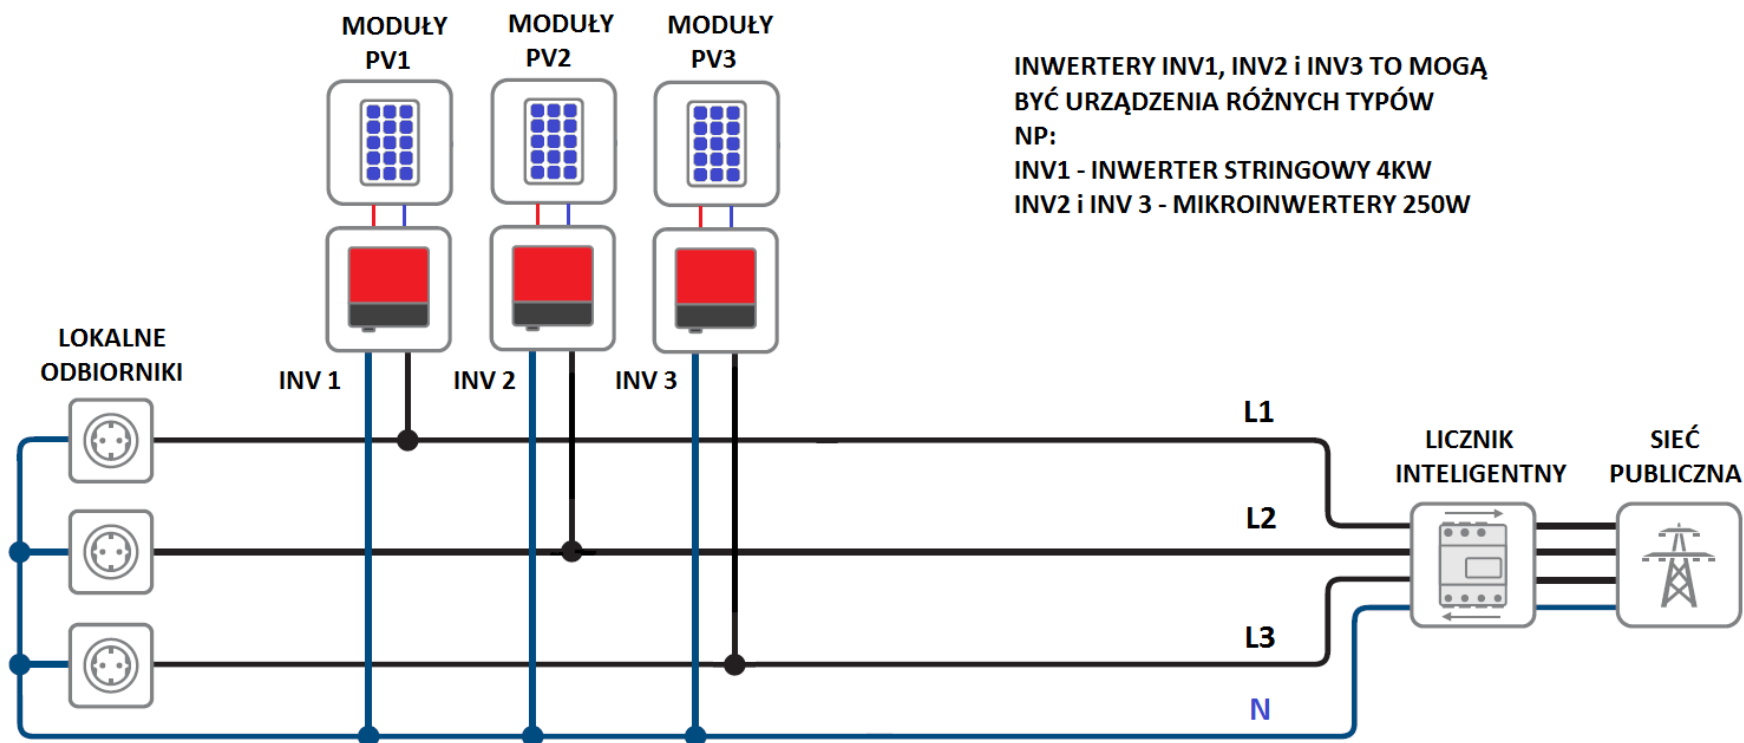 MODUŁY
PV1
MODUŁY
PV2
MODUŁY
PV3
INWERTERY INV1, INV2 i INV3 TO MOGĄ
BYĆ URZĄDZENIA RÓŻNYCH TYPÓW
NP:
INV1 - INWERTER STRINGOWY 4KW
INV2 i INV 3 - MIKROINWERTERY 250W
LOKALNE
ODBIORNIKI
INV 1
INV 2
INV 3
L1
L2
L3
N
LICZNIK
INTELIGENTNY
SIEĆ
PUBLICZNA